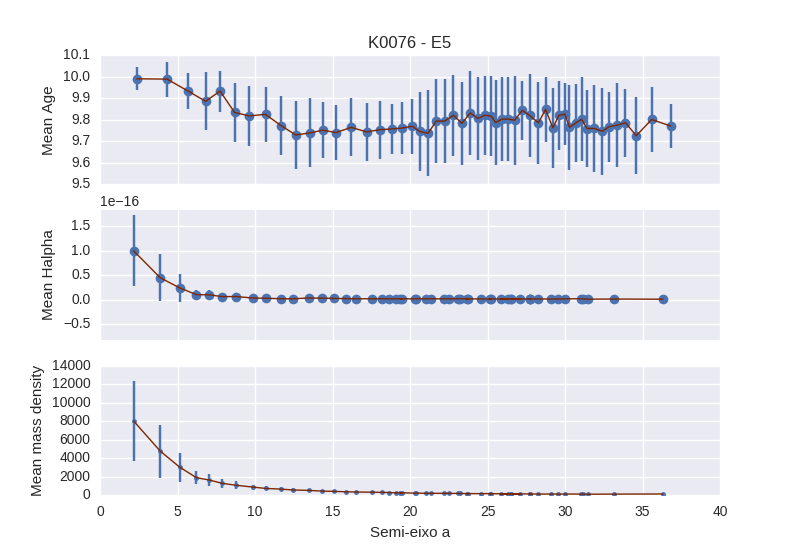 K0076 - E5
10.1
10.0
9.9
9.8
9.7
9.6
9.5
Mean Age
1e−16
1.5
1.0
0.5
0.0
−0.5
Mean Halpha
14000
12000
10000
8000
6000
4000
2000
0
Mean mass density
0 5 10 15 20 25 30 35 40
Semi-eixo a